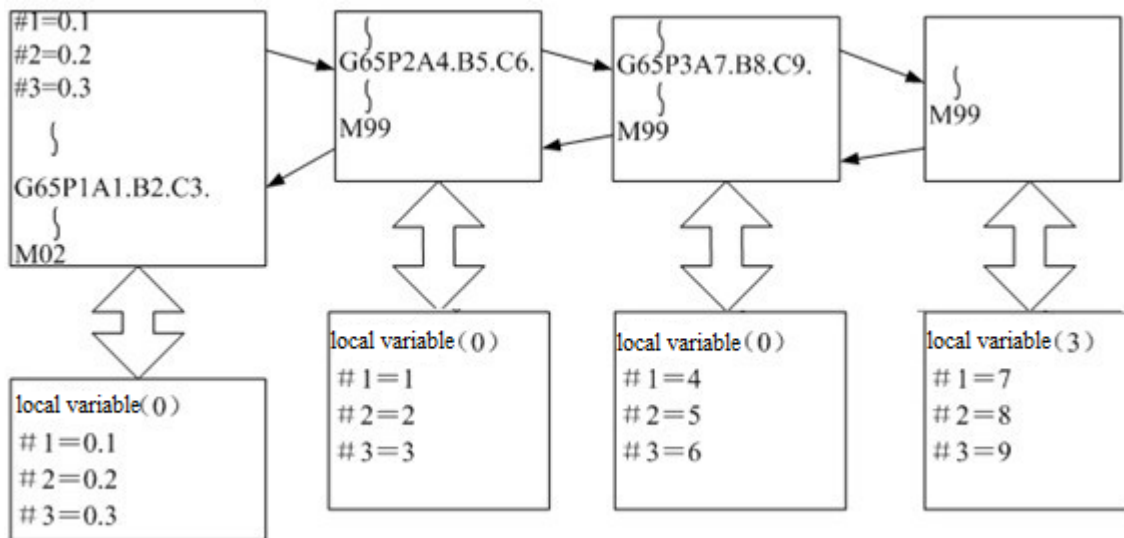 #1=0.1
#2=0.2
#3=0.3
G65P1A1.B2.C3.
M02
G65P2A4.B5.C6.
M99
G65P3A7.B8.C9.
M99
M99
local variable(0)
#1=0.1
#2=0.2
#3=0.3
local variable(0)
#1=1
#2=2
#3=3
local variable(0)
#1=4
#2=5
#3=6
local variable(3)
#1=7
#2=8
#3=9